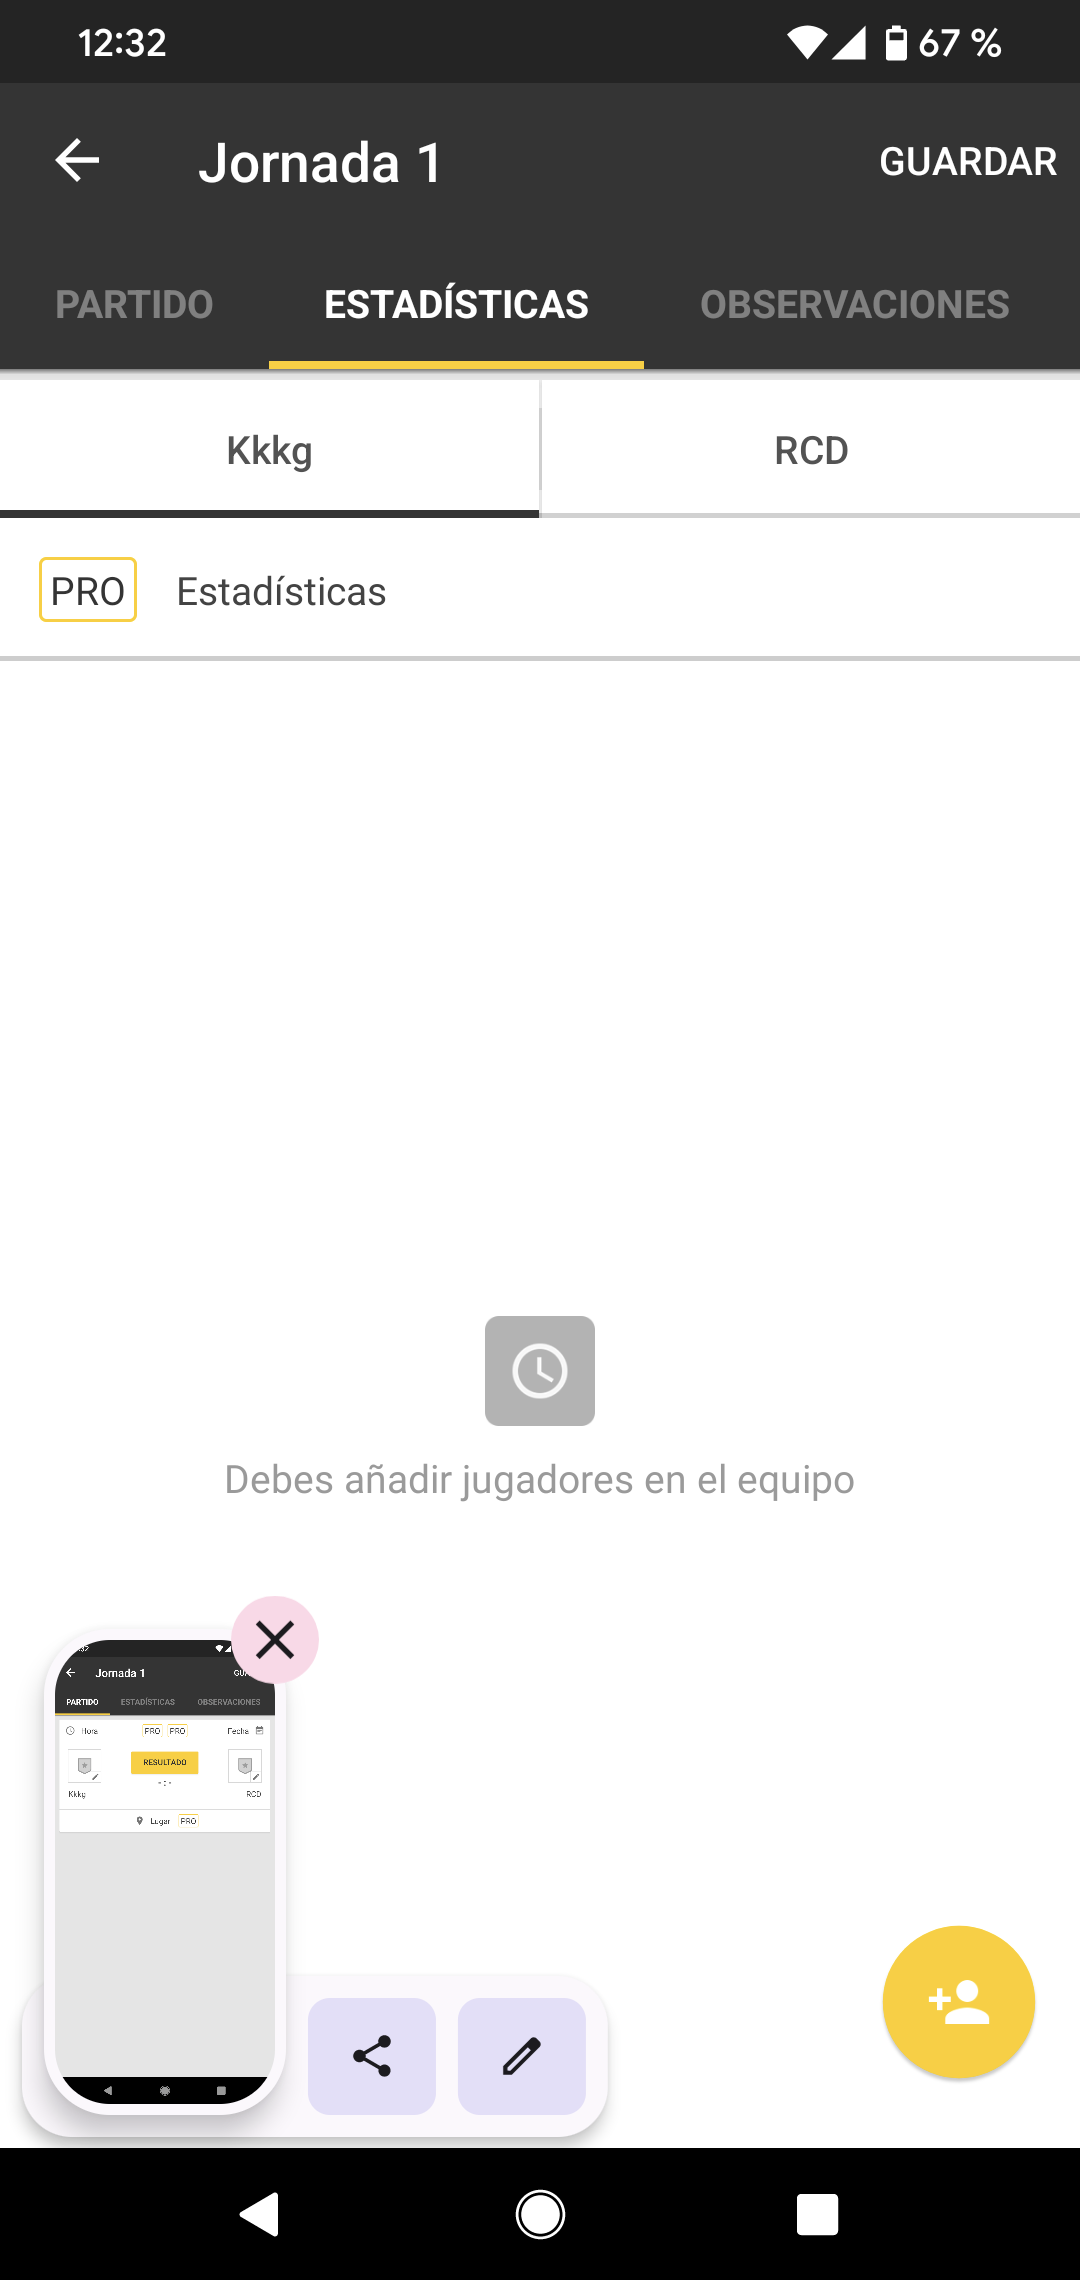 12:32
67 %
Jornada 1
GUARDAR
PARTIDO
ESTADÍSTICAS
OBSERVACIONES
Kkkg
RCD
PRO
Estadísticas
Debes añadir jugadores en el equipo
Jornada 1
PARTIDO
ESTADÍSTICAS
OBSERVACIONES
Hora
PRO
PRO
Fecha
RESULTADO
- : -
Kkkg
RCD
Lugar
PRO